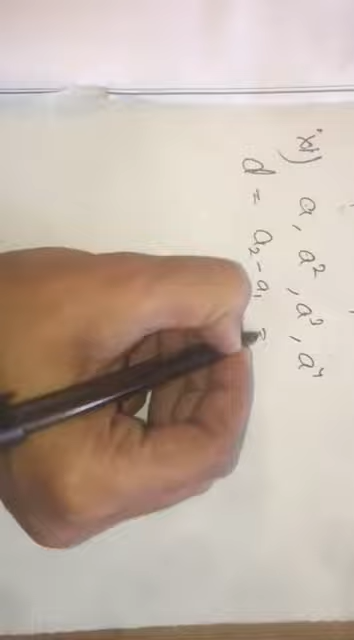 xi) a, a², a³, a⁴
d = a₂ - a₁ =